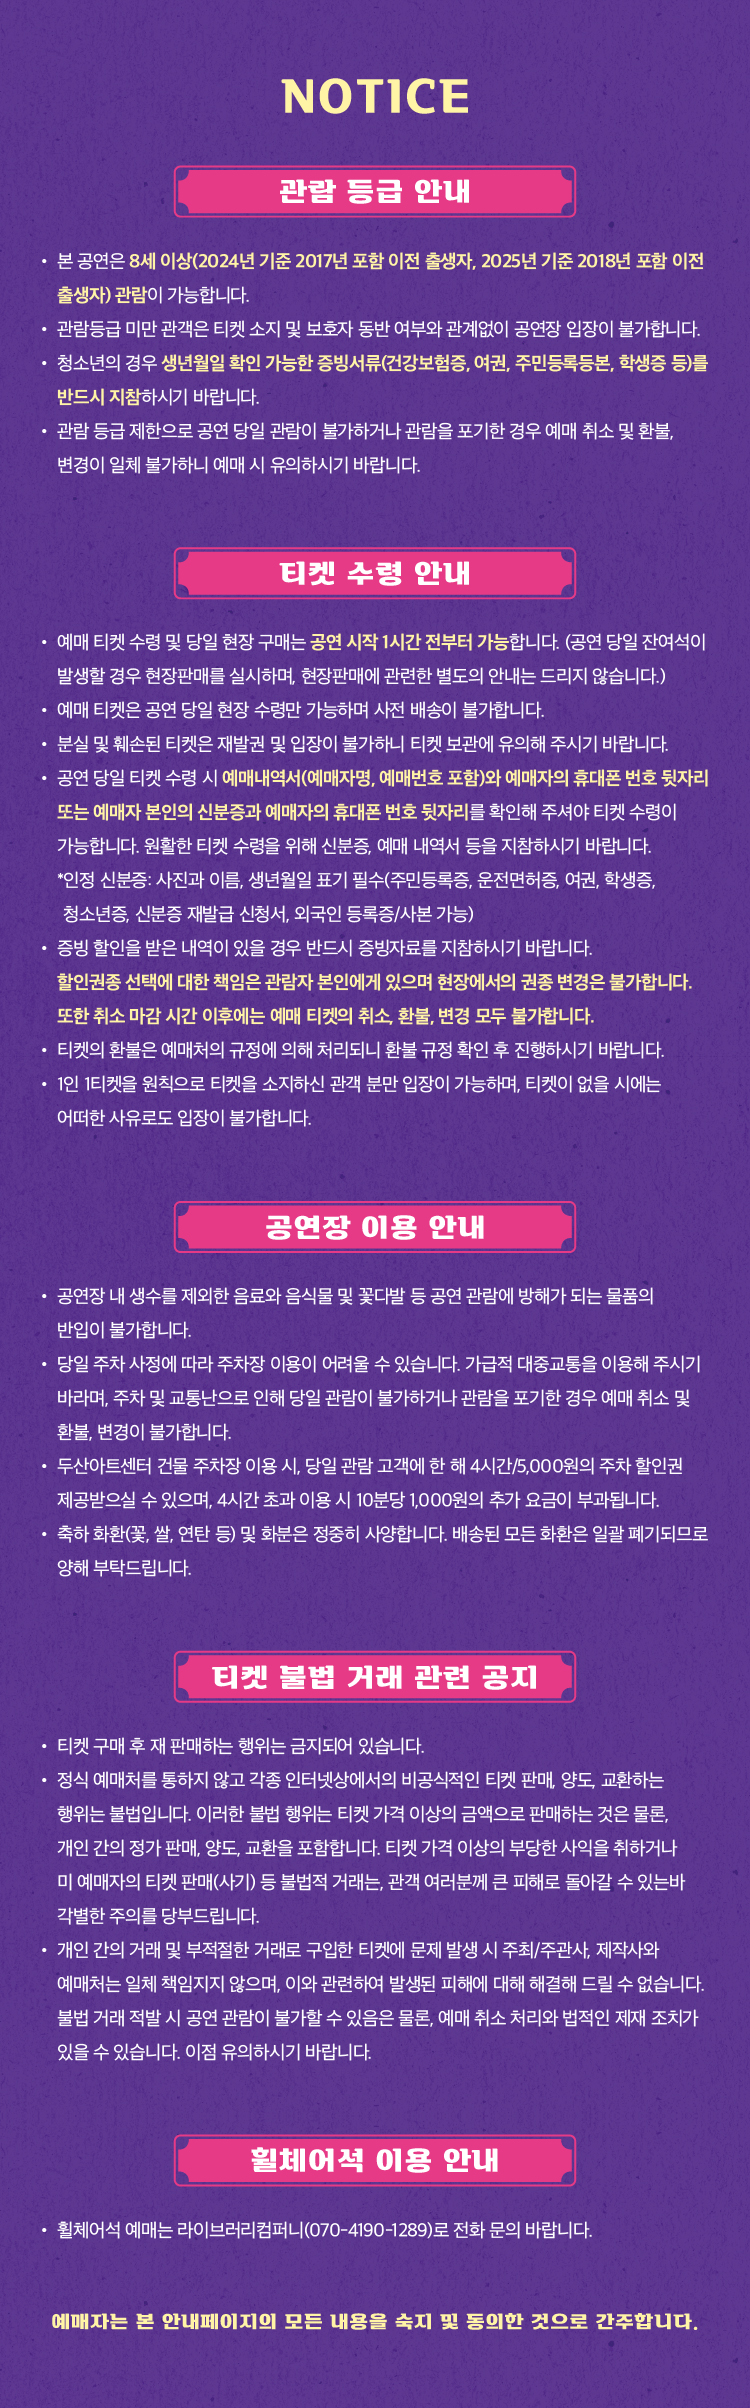 NOTICE
관람 등급 안내
• 본 공연은 8세 이상(2024년 기준 2017년 포함 이전 출생자, 2025년 기준 2018년 포함 이전
출생자) 관람이 가능합니다.
• 관람등급 미만 관객은 티켓 소지 및 보호자 동반 여부와 관계없이 공연장 입장이 불가합니다.
• 청소년의 경우 생년월일 확인 가능한 증빙서류(건강보험증, 여권, 주민등록등본, 학생증 등)를
반드시 지참하시기 바랍니다.
• 관람 등급 제한으로 공연 당일 관람이 불가하거나 관람을 포기한 경우 예매 취소 및 환불,
변경이 일체 불가하니 예매 시 유의하시기 바랍니다.
티켓 수령 안내
• 예매 티켓 수령 및 당일 현장 구매는 공연 시작 1시간 전부터 가능합니다. (공연 당일 잔여석이
발생할 경우 현장판매를 실시하며, 현장판매에 관련한 별도의 안내는 드리지 않습니다.)
• 예매 티켓은 공연 당일 현장 수령만 가능하며 사전 배송이 불가합니다.
• 분실 및 훼손된 티켓은 재발권 및 입장이 불가하니 티켓 보관에 유의해 주시기 바랍니다.
• 공연 당일 티켓 수령 시 예매내역서(예매자명, 예매번호 포함)와 예매자의 휴대폰 번호 뒷자리
또는 예매자 본인의 신분증과 예매자의 휴대폰 번호 뒷자리를 확인해 주셔야 티켓 수령이
가능합니다. 원활한 티켓 수령을 위해 신분증, 예매 내역서 등을 지참하시기 바랍니다.
*인정 신분증: 사진과 이름, 생년월일 표기 필수(주민등록증, 운전면허증, 여권, 학생증,
청소년증, 신분증 재발급 신청서, 외국인 등록증/사본 가능)
• 증빙 할인을 받은 내역이 있을 경우 반드시 증빙자료를 지참하시기 바랍니다.
할인권종 선택에 대한 책임은 관람자 본인에게 있으며 현장에서의 권종 변경은 불가합니다.
또한 취소 마감 시간 이후에는 예매 티켓의 취소, 환불, 변경 모두 불가합니다.
• 티켓의 환불은 예매처의 규정에 의해 처리되니 환불 규정 확인 후 진행하시기 바랍니다.
• 1인 1티켓을 원칙으로 티켓을 소지하신 관객 분만 입장이 가능하며, 티켓이 없을 시에는
어떠한 사유로도 입장이 불가합니다.
공연장 이용 안내
• 공연장 내 생수를 제외한 음료와 음식물 및 꽃다발 등 공연 관람에 방해가 되는 물품의
반입이 불가합니다.
• 당일 주차 사정에 따라 주차장 이용이 어려울 수 있습니다. 가급적 대중교통을 이용해 주시기
바라며, 주차 및 교통난으로 인해 당일 관람이 불가하거나 관람을 포기한 경우 예매 취소 및
환불, 변경이 불가합니다.
• 두산아트센터 건물 주차장 이용 시, 당일 관람 고객에 한 해 4시간/5,000원의 주차 할인권
제공받으실 수 있으며, 4시간 초과 이용 시 10분당 1,000원의 추가 요금이 부과됩니다.
• 축하 화환(꽃, 쌀, 연탄 등) 및 화분은 정중히 사양합니다. 배송된 모든 화환은 일괄 폐기되므로
양해 부탁드립니다.
티켓 불법 거래 관련 공지
• 티켓 구매 후 재 판매하는 행위는 금지되어 있습니다.
• 정식 예매처를 통하지 않고 각종 인터넷상에서의 비공식적인 티켓 판매, 양도, 교환하는
행위는 불법입니다. 이러한 불법 행위는 티켓 가격 이상의 금액으로 판매하는 것은 물론,
개인 간의 정가 판매, 양도, 교환을 포함합니다. 티켓 가격 이상의 부당한 사익을 취하거나
미 예매자의 티켓 판매(사기) 등 불법적 거래는, 관객 여러분께 큰 피해로 돌아갈 수 있는바
각별한 주의를 당부드립니다.
• 개인 간의 거래 및 부적절한 거래로 구입한 티켓에 문제 발생 시 주최/주관사, 제작사와
예매처는 일체 책임지지 않으며, 이와 관련하여 발생된 피해에 대해 해결해 드릴 수 없습니다.
불법 거래 적발 시 공연 관람이 불가할 수 있음은 물론, 예매 취소 처리와 법적인 제재 조치가
있을 수 있습니다. 이점 유의하시기 바랍니다.
휠체어석 이용 안내
• 휠체어석 예매는 라이브러리컴퍼니(070-4190-1289)로 전화 문의 바랍니다.
예매자는 본 안내페이지의 모든 내용을 숙지 및 동의한 것으로 간주합니다.